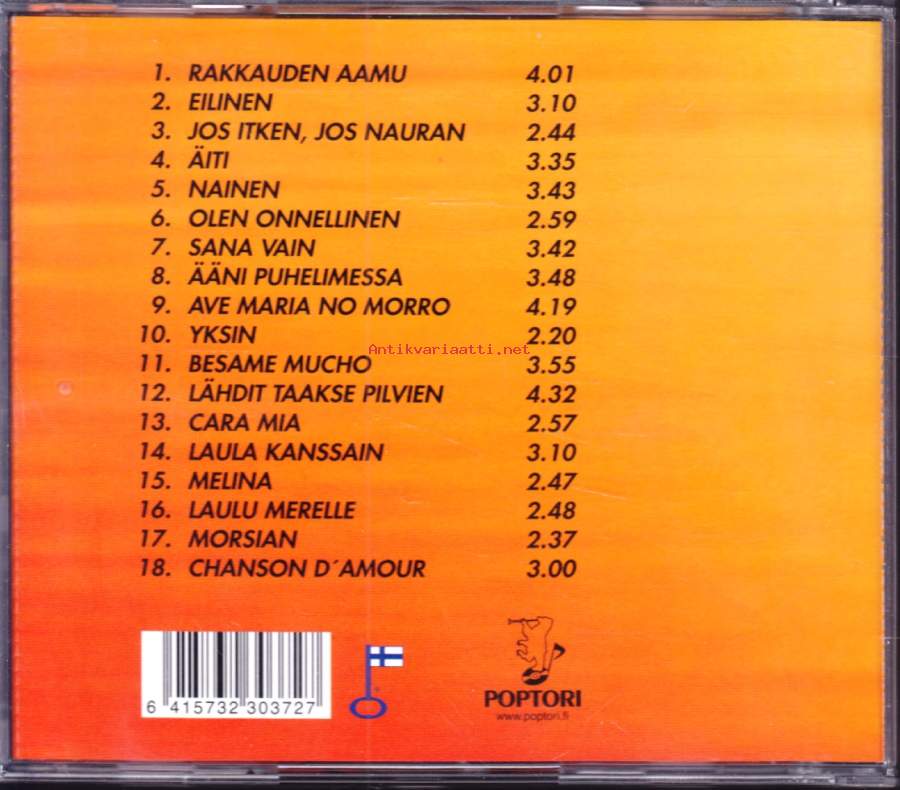 1. RAKKAUDEN AAMU 4.01
2. EILINEN 3.10
3. JOS ITKEN, JOS NAURAN 2.44
4. ÄITI 3.35
5. NAINEN 3.43
6. OLEN ONNELLINEN 2.59
7. SANA VAIN 3.42
8. ÄÄNI PUHELIMESSA 3.48
9. AVE MARIA NO MORRO 4.19
10. YKSIN 2.20
Antikvariaatti.net
11. BESAME MUCHO 3.55
12. LÄHDIT TAAKSE PILVIEN 4.32
13. CARA MIA 2.57
14. LAULA KANSSAIN 3.10
15. MELINA 2.47
16. LAULU MERELLE 2.48
17. MORSIAN 2.37
18. CHANSON D´AMOUR 3.00
6 415732 303727
POPTORI
www.poptori.fi